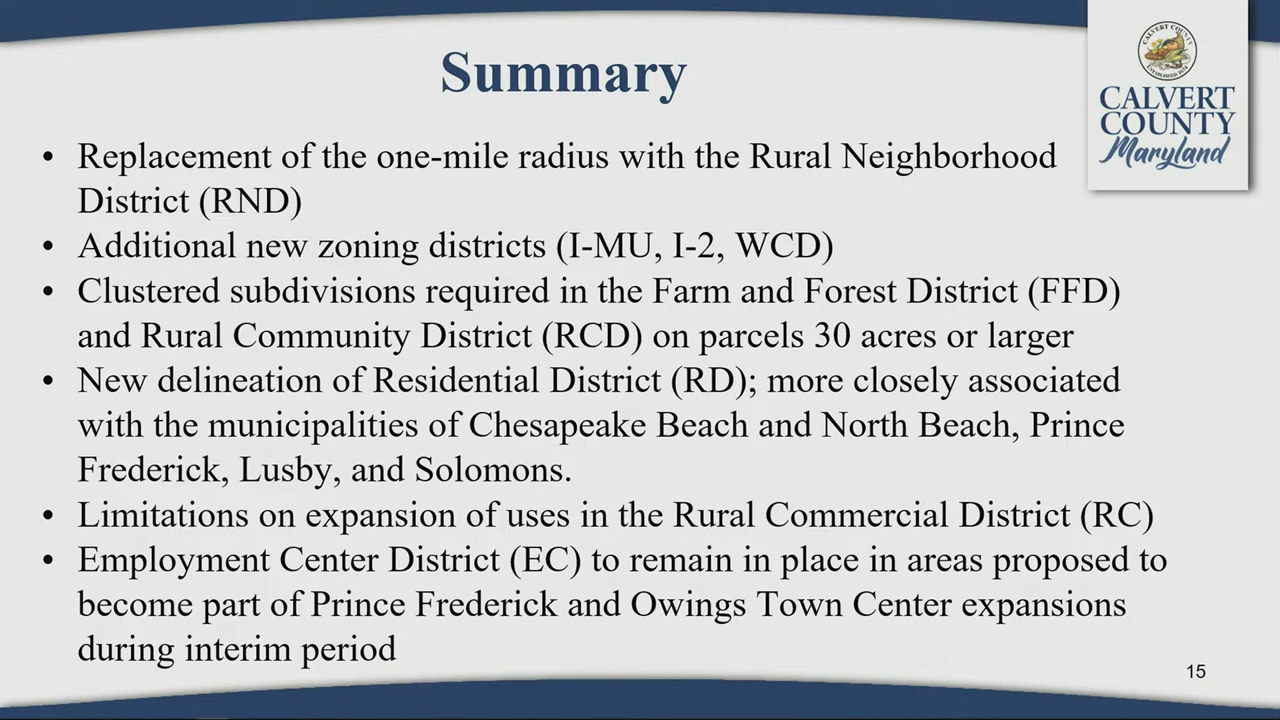 Summary
CALVERT COUNTY
CALVERT
COUNTY
Maryland
• Replacement of the one-mile radius with the Rural Neighborhood
District (RND)
• Additional new zoning districts (I-MU, I-2, WCD)
• Clustered subdivisions required in the Farm and Forest District (FFD)
and Rural Community District (RCD) on parcels 30 acres or larger
• New delineation of Residential District (RD); more closely associated
with the municipalities of Chesapeake Beach and North Beach, Prince
Frederick, Lusby, and Solomons.
• Limitations on expansion of uses in the Rural Commercial District (RC)
• Employment Center District (EC) to remain in place in areas proposed to
become part of Prince Frederick and Owings Town Center expansions
during interim period
15